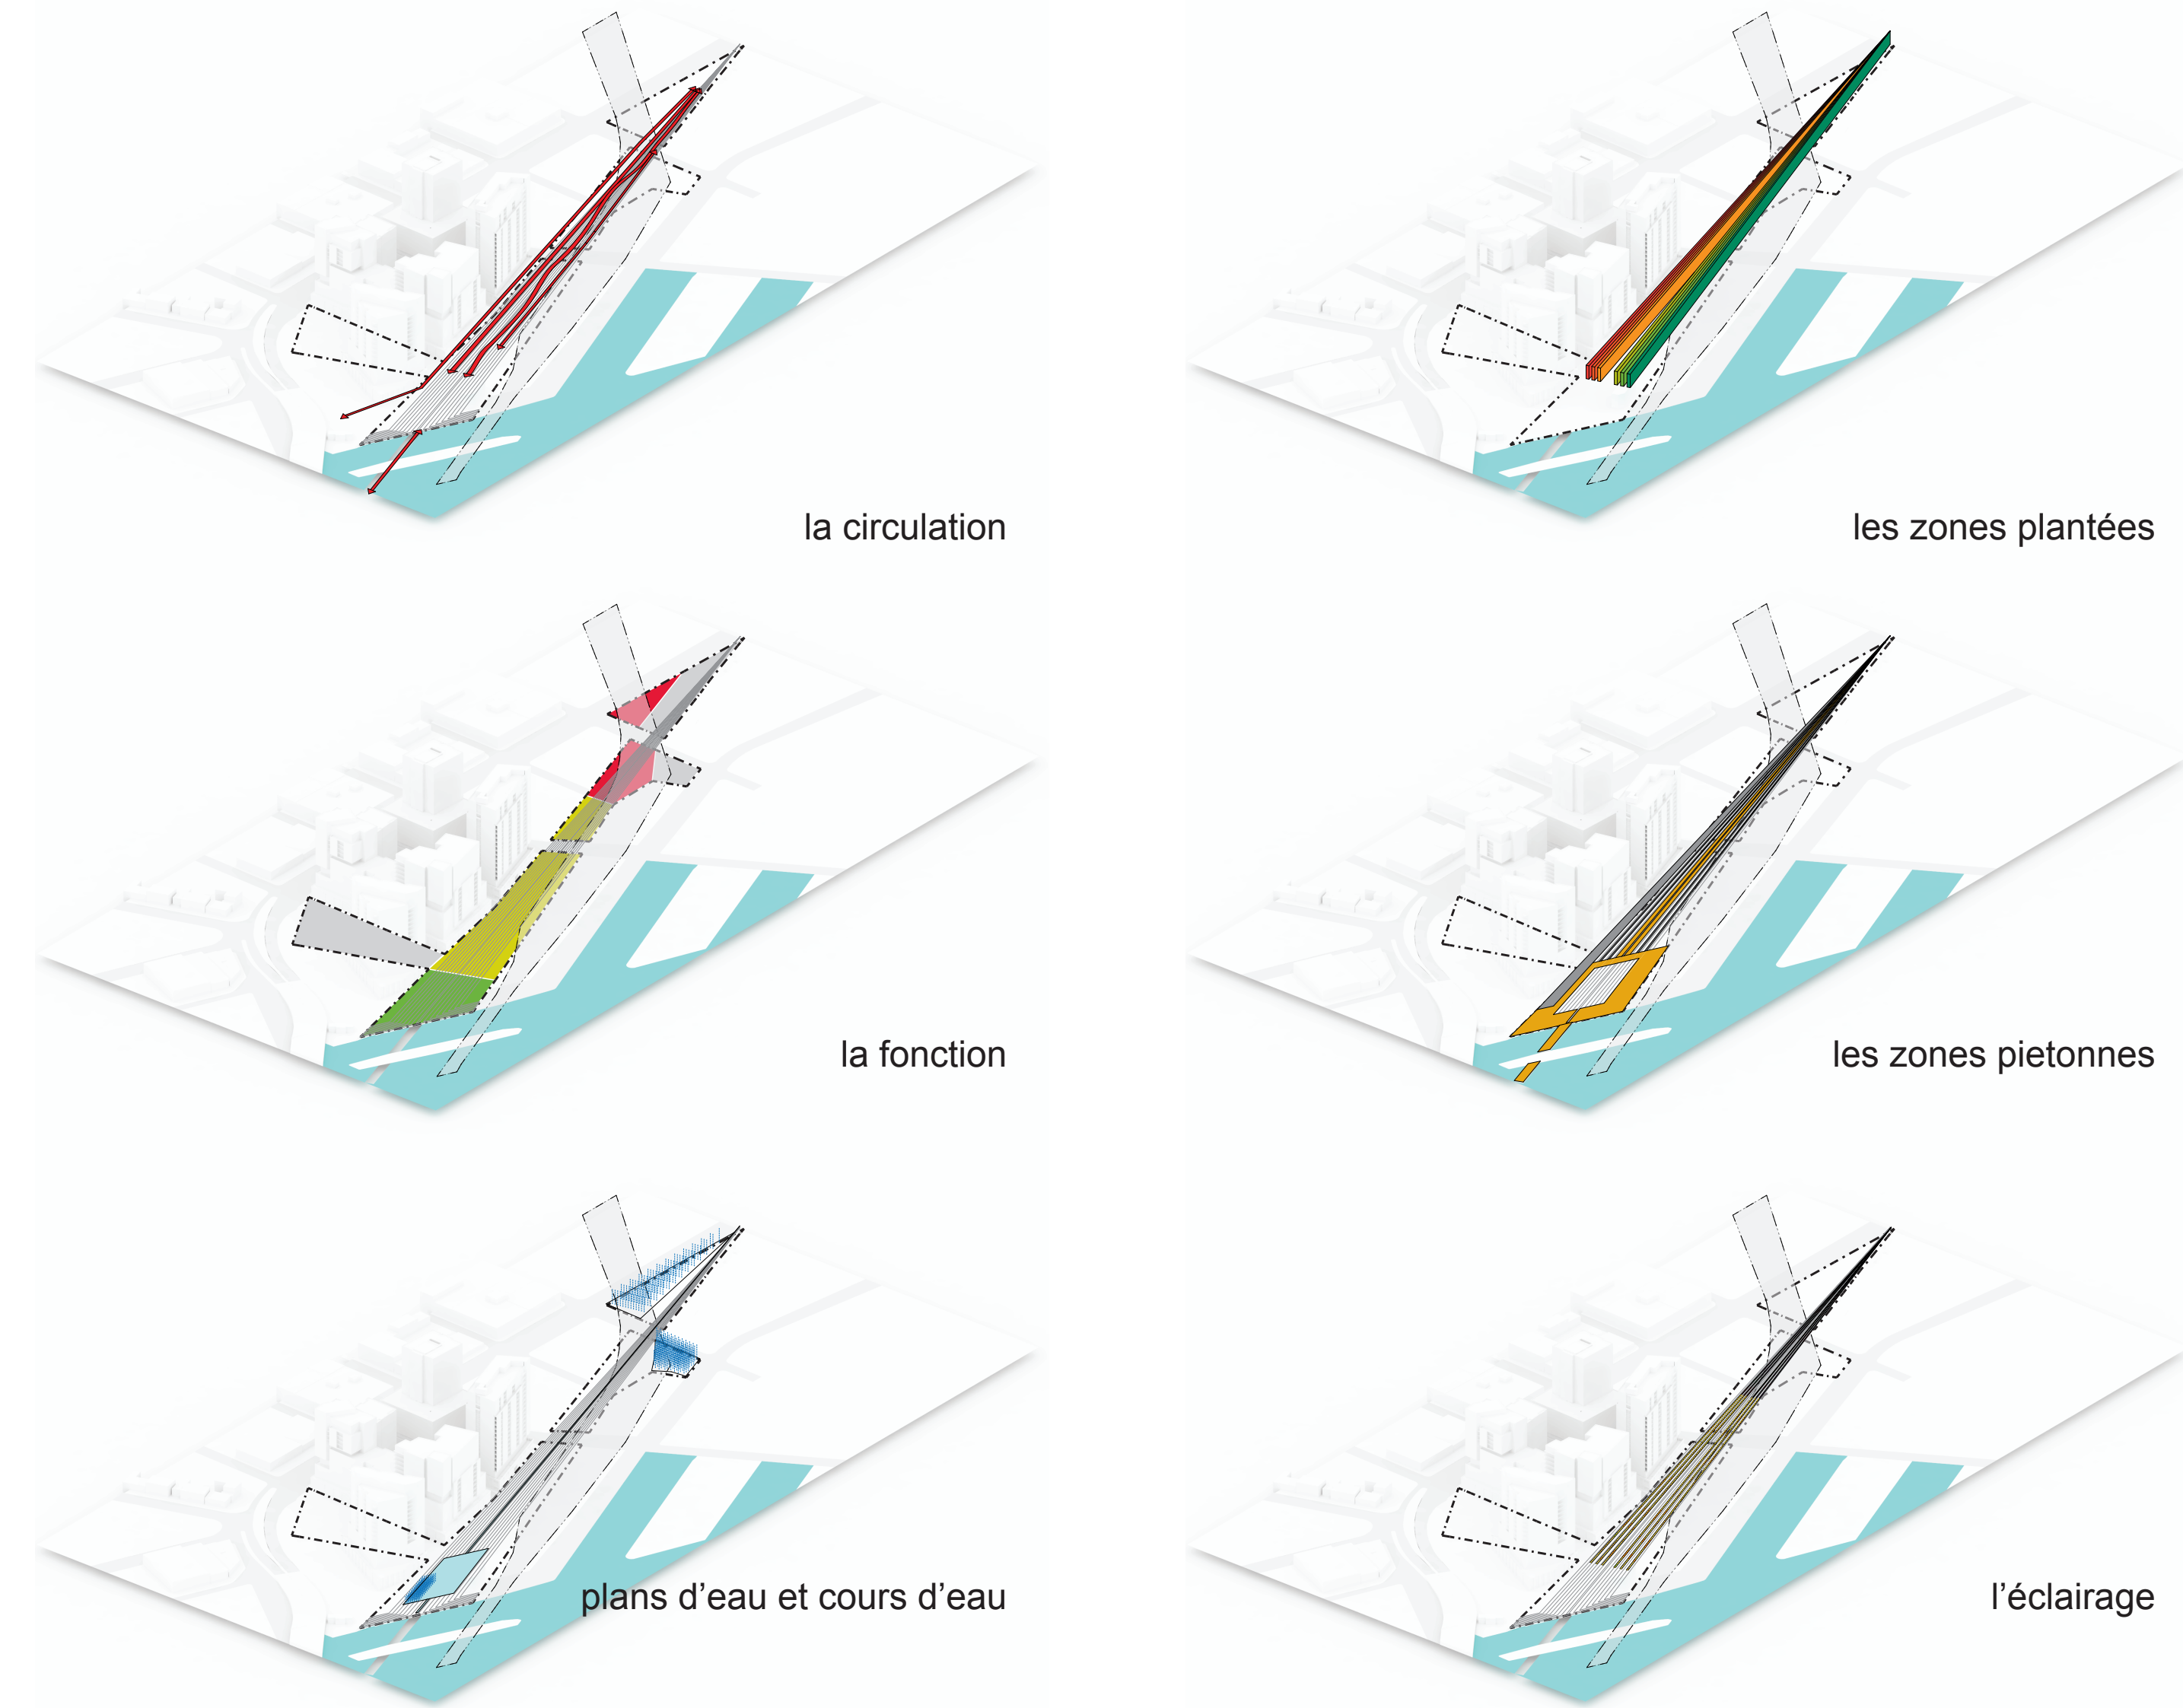 la circulation
les zones plantées
la fonction
les zones pietonnes
plans d’eau et cours d’eau
l’éclairage